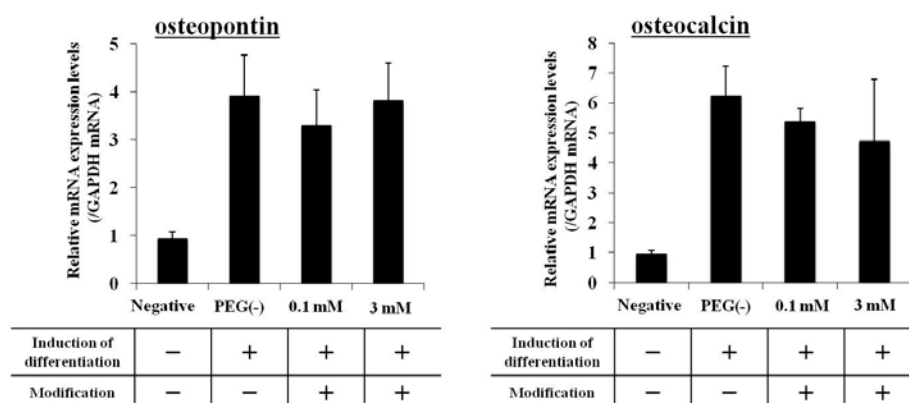 osteopontin
Relative mRNA expression levels
(/GAPDH mRNA)
5
4
3
2
1
0
Negative PEG(-) 0.1 mM 3 mM
Induction of
differentiation − + + +
Modification − − + +
osteocalcin
Relative mRNA expression levels
(/GAPDH mRNA)
8
7
6
5
4
3
2
1
0
Negative PEG(-) 0.1 mM 3 mM
Induction of
differentiation − + + +
Modification − − + +